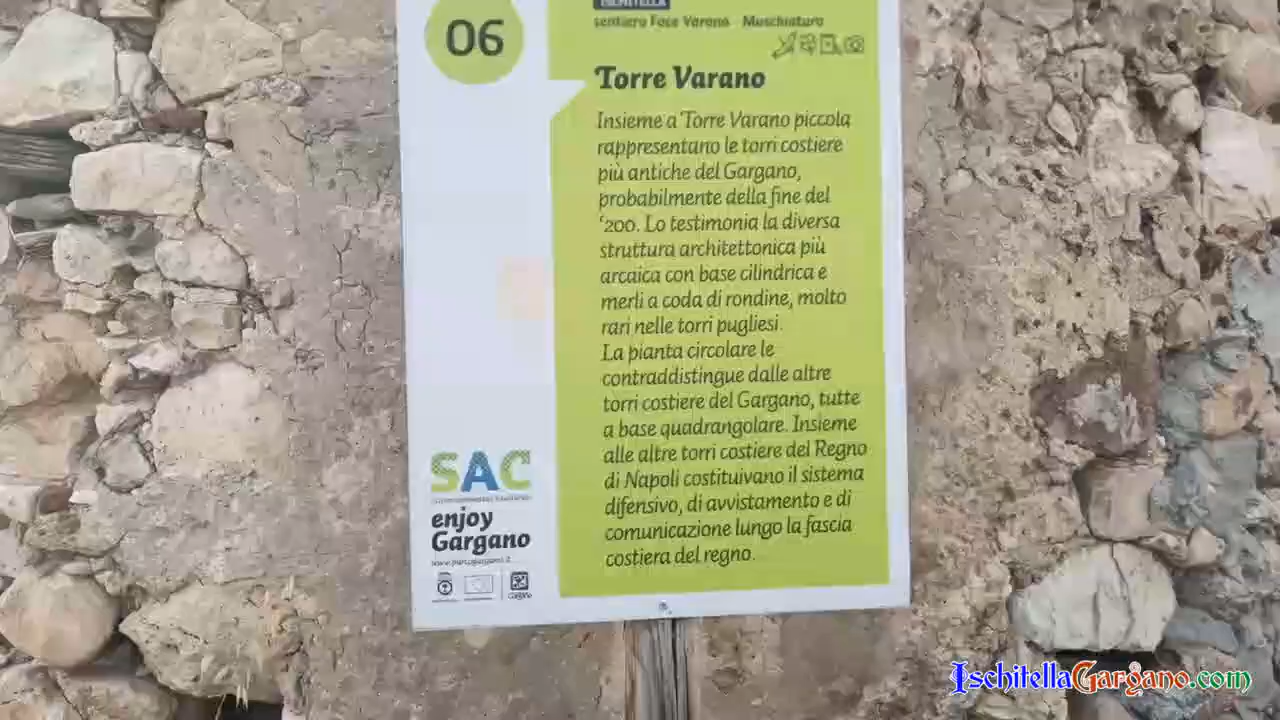 06
ISCHITELLA
sentiero Foce Varano - Muschiaturo
Torre Varano
Insieme a Torre Varano piccola
rappresentano le torri costiere
più antiche del Gargano,
probabilmente della fine del
‘200. Lo testimonia la diversa
struttura architettonica più
arcaica con base cilindrica e
merli a coda di rondine, molto
rari nelle torri pugliesi.
La pianta circolare le
contraddistingue dalle altre
torri costiere del Gargano, tutte
a base quadrangolare. Insieme
alle altre torri costiere del Regno
di Napoli costituivano il sistema
difensivo, di avvistamento e di
comunicazione lungo la fascia
costiera del regno.
SAC
enjoy
Gargano
www.parcogargano.it
Gargano
IschitellaGargano.com